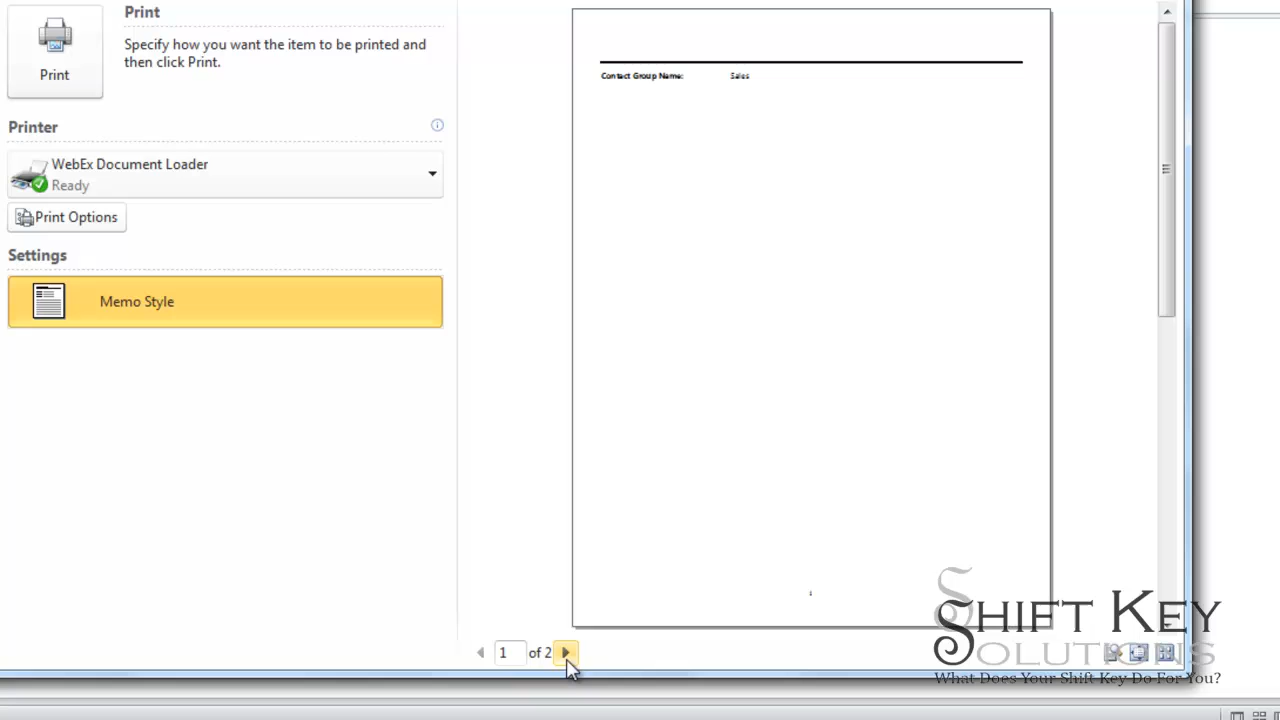 Print
Specify how you want the item to be printed and
then click Print.
Print
Printer
WebEx Document Loader
Ready
Print Options
Settings
Memo Style
Contact Group Name: Sales
1
1 of 2
SHIFT KEY
SOLUTIONS
What Does Your Shift Key Do For You?